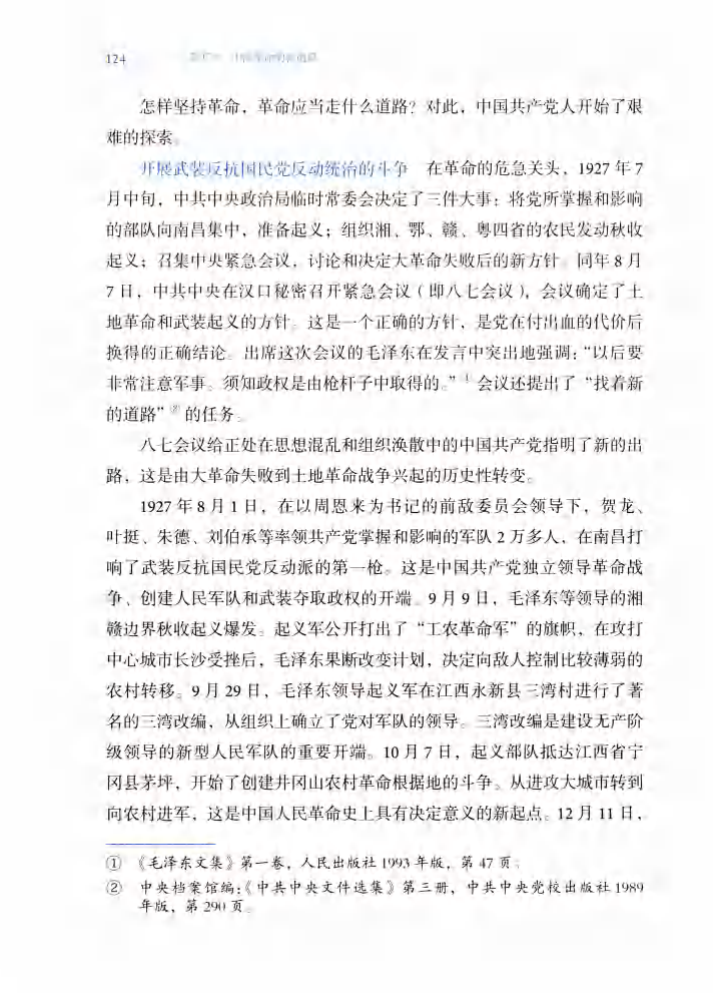 124
怎样坚持革命，革命应当走什么道路？对此，中国共产党人开始了艰
难的探索。
开展武装反抗国民党反动统治的斗争　在革命的危急关头，1927 年 7
月中旬，中共中央政治局临时常委会决定了三件大事：将党所掌握和影响
的部队向南昌集中，准备起义；组织湘、鄂、赣、粤四省的农民发动秋收
起义；召集中央紧急会议，讨论和决定大革命失败后的新方针。同年 8 月
7 日，中共中央在汉口秘密召开紧急会议（即八七会议），会议确定了土
地革命和武装起义的方针。这是一个正确的方针，是党在付出血的代价后
换得的正确结论。出席这次会议的毛泽东在发言中突出地强调：“以后要
非常注意军事。须知政权是由枪杆子中取得的。”①会议还提出了“找着新
的道路”②的任务。
八七会议给正处在思想混乱和组织涣散中的中国共产党指明了新的出
路，这是由大革命失败到土地革命战争兴起的历史性转变。
1927 年 8 月 1 日，在以周恩来为书记的前敌委员会领导下，贺龙、
叶挺、朱德、刘伯承等率领共产党掌握和影响的军队 2 万多人，在南昌打
响了武装反抗国民党反动派的第一枪。这是中国共产党独立领导革命战
争、创建人民军队和武装夺取政权的开端。9 月 9 日，毛泽东等领导的湘
赣边界秋收起义爆发。起义军公开打出了“工农革命军”的旗帜，在攻打
中心城市长沙受挫后，毛泽东果断改变计划，决定向敌人控制比较薄弱的
农村转移。9 月 29 日，毛泽东领导起义军在江西永新县三湾村进行了著
名的三湾改编，从组织上确立了党对军队的领导。三湾改编是建设无产阶
级领导的新型人民军队的重要开端。10 月 7 日，起义部队抵达江西省宁
冈县茅坪，开始了创建井冈山农村革命根据地的斗争。从进攻大城市转到
向农村进军，这是中国人民革命史上具有决定意义的新起点。12 月 11 日，
① 《毛泽东文集》第一卷，人民出版社 1993 年版，第 47 页。
② 中央档案馆编：《中共中央文件选集》第三册，中共中央党校出版社 1989
年版，第 290 页。